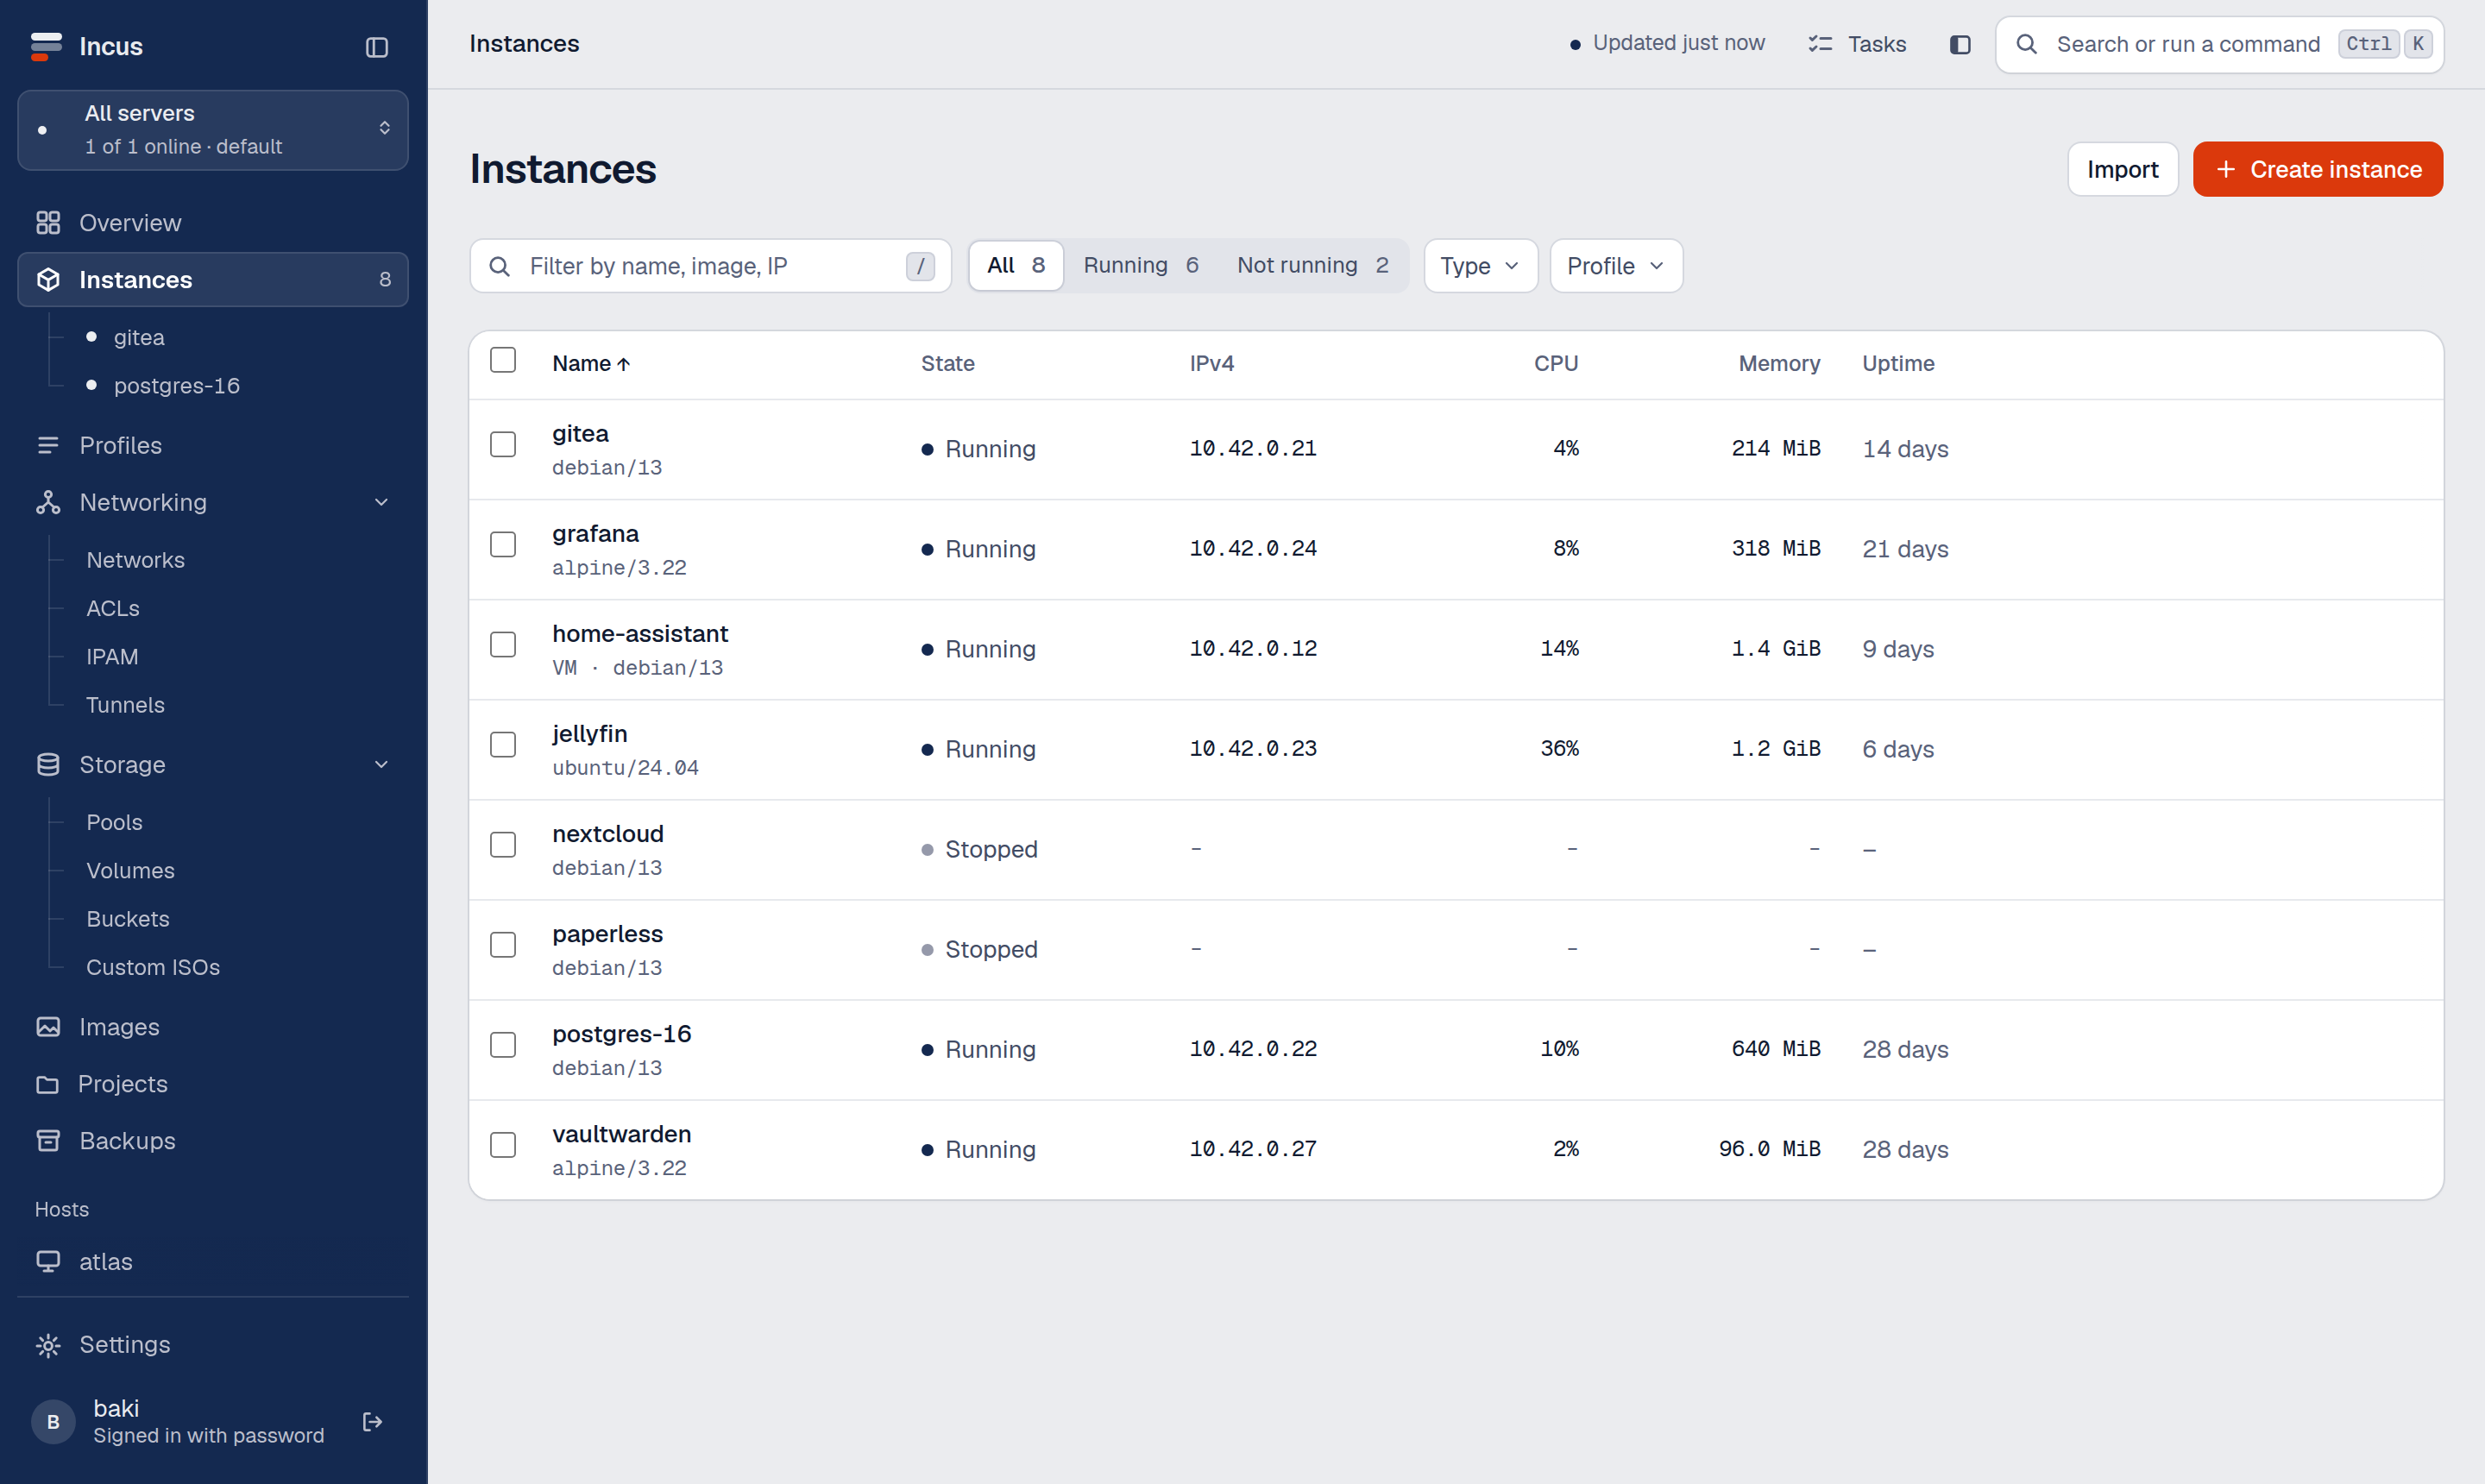 Incus
All servers
1 of 1 online · default
Overview
Instances 8
gitea
postgres-16
Profiles
Networking
Networks
ACLs
IPAM
Tunnels
Storage
Pools
Volumes
Buckets
Custom ISOs
Images
Projects
Backups
Hosts
atlas
Settings
B
baki
Signed in with password
Instances
Updated just now
Tasks
Search or run a command Ctrl K
Instances
Import
Create instance
Filter by name, image, IP /
All 8 Running 6 Not running 2
Type
Profile
Name State IPv4 CPU Memory Uptime
gitea
debian/13
Running 10.42.0.21 4% 214 MiB 14 days
grafana
alpine/3.22
Running 10.42.0.24 8% 318 MiB 21 days
home-assistant
VM · debian/13
Running 10.42.0.12 14% 1.4 GiB 9 days
jellyfin
ubuntu/24.04
Running 10.42.0.23 36% 1.2 GiB 6 days
nextcloud
debian/13
Stopped – – – –
paperless
debian/13
Stopped – – – –
postgres-16
debian/13
Running 10.42.0.22 10% 640 MiB 28 days
vaultwarden
alpine/3.22
Running 10.42.0.27 2% 96.0 MiB 28 days